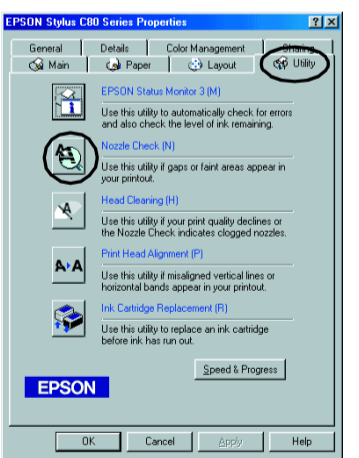 EPSON Stylus C80 Series Properties
General Details Color Management Sharing
Main Paper Layout Utility
EPSON Status Monitor 3 (M)
Use this utility to automatically check for errors
and also check the level of ink remaining.
Nozzle Check (N)
Use this utility if gaps or faint areas appear in
your printout.
Head Cleaning (H)
Use this utility if your print quality declines or
the Nozzle Check indicates clogged nozzles.
Print Head Alignment (P)
Use this utility if misaligned vertical lines or
horizontal bands appear in your printout.
Ink Cartridge Replacement (R)
Use this utility to replace an ink cartridge
before ink has run out.
Speed & Progress
EPSON
OK Cancel Apply Help